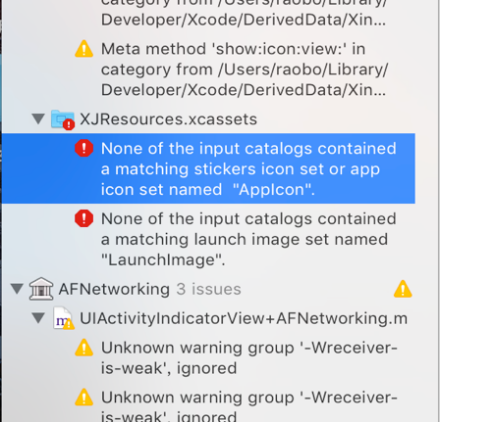 category from /Users/raobo/Library/
Developer/Xcode/DerivedData/Xin...
Meta method 'show:icon:view:' in
category from /Users/raobo/Library/
Developer/Xcode/DerivedData/Xin...
XJResources.xcassets
None of the input catalogs contained
a matching stickers icon set or app
icon set named "AppIcon".
None of the input catalogs contained
a matching launch image set named
"LaunchImage".
AFNetworking 3 issues
m UIActivityIndicatorView+AFNetworking.m
Unknown warning group '-Wreceiver-
is-weak', ignored
Unknown warning group '-Wreceiver-
is-weak', ignored